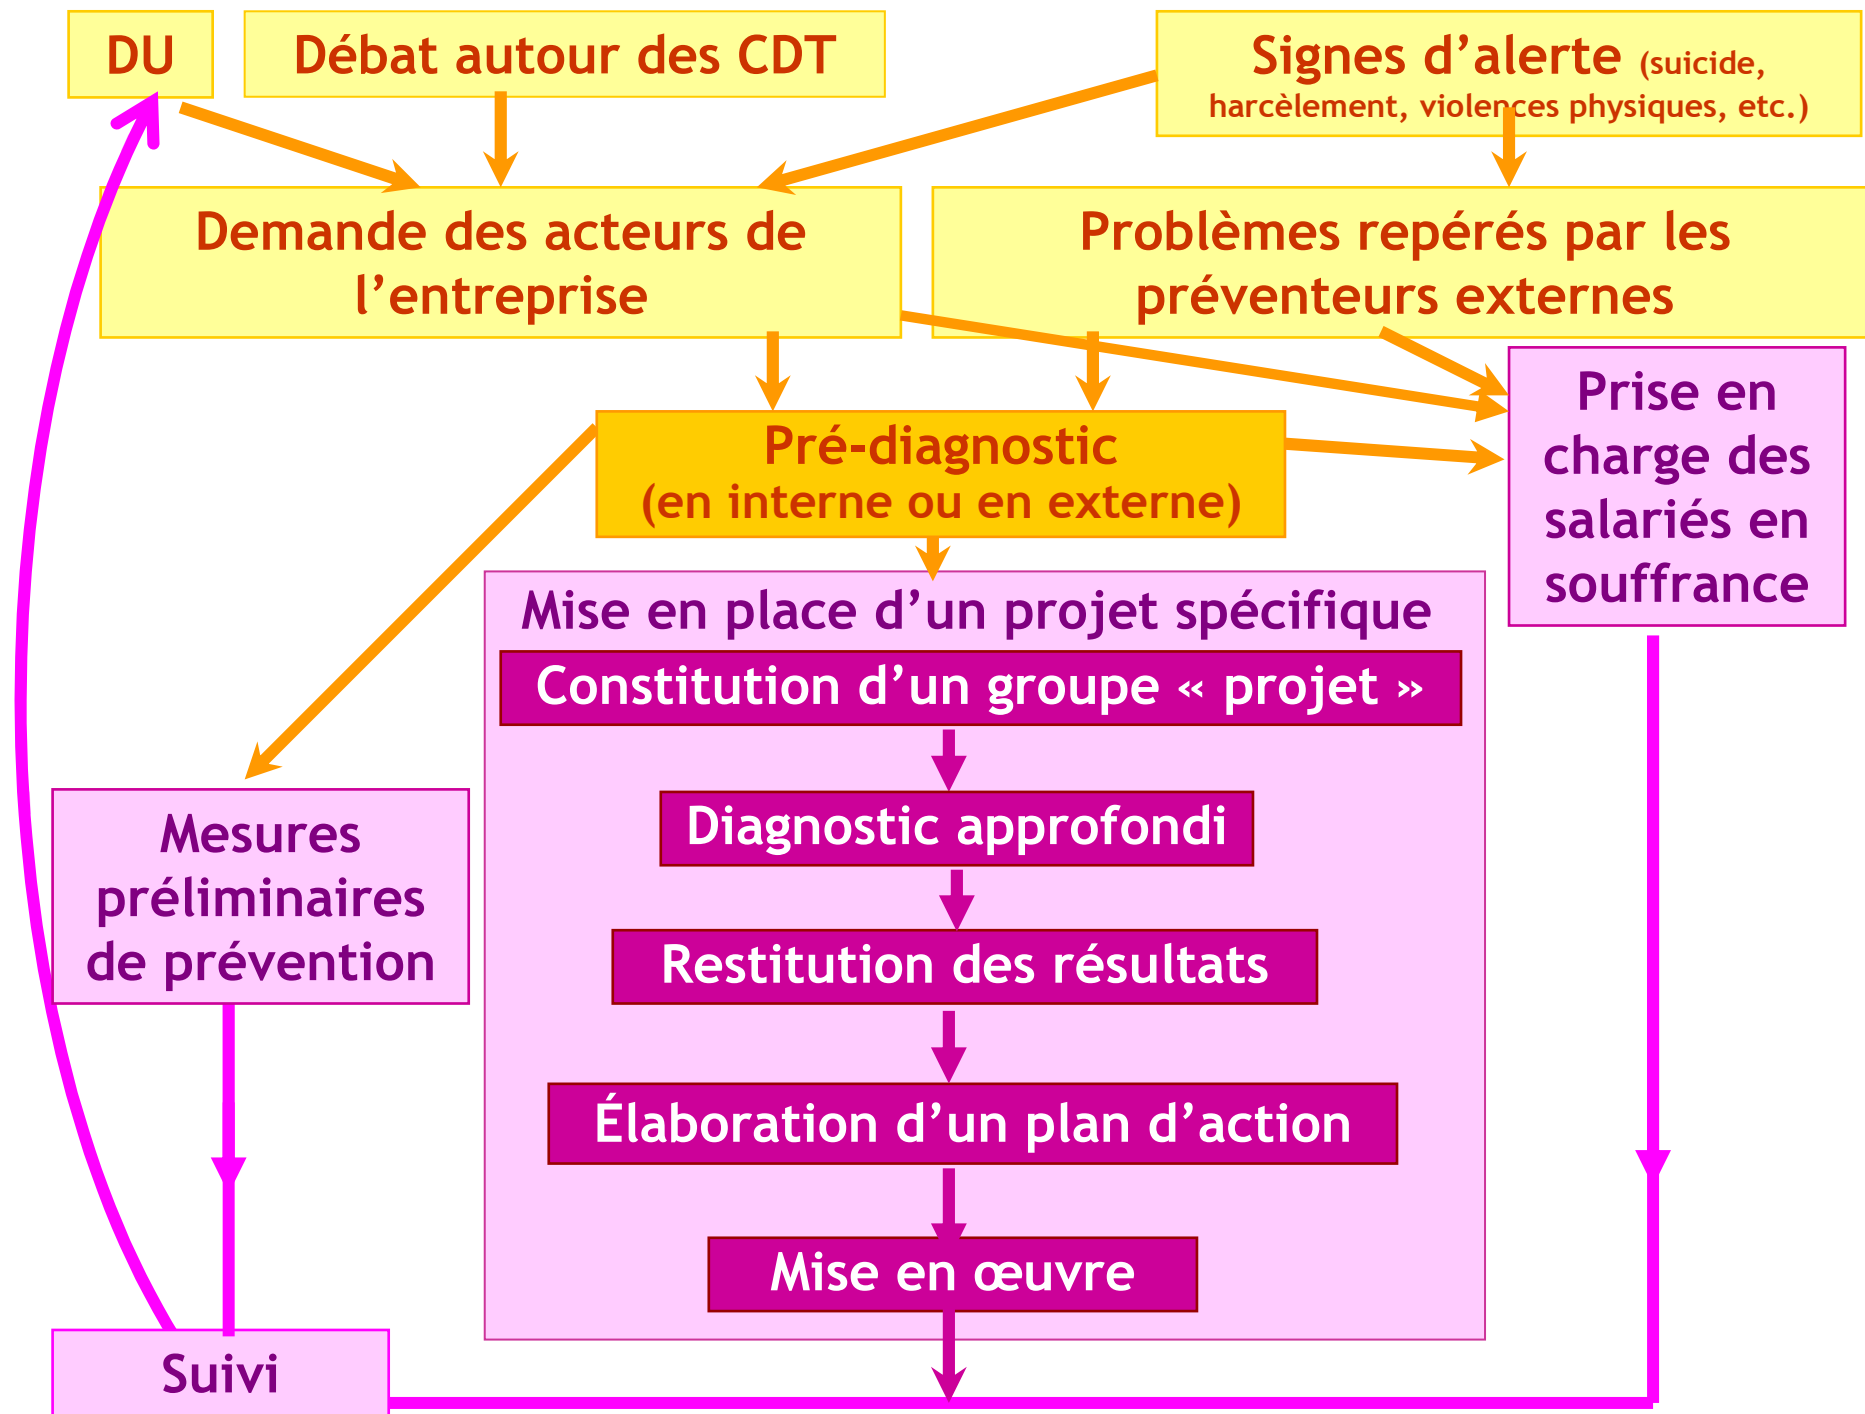 DU
Débat autour des CDT
Signes d’alerte (suicide,
harcèlement, violences physiques, etc.)
Demande des acteurs de
l’entreprise
Problèmes repérés par les
préventeurs externes
Pré-diagnostic
(en interne ou en externe)
Prise en
charge des
salariés en
souffrance
Mise en place d’un projet spécifique
Constitution d’un groupe « projet »
Diagnostic approfondi
Restitution des résultats
Élaboration d’un plan d’action
Mise en œuvre
Mesures
préliminaires
de prévention
Suivi